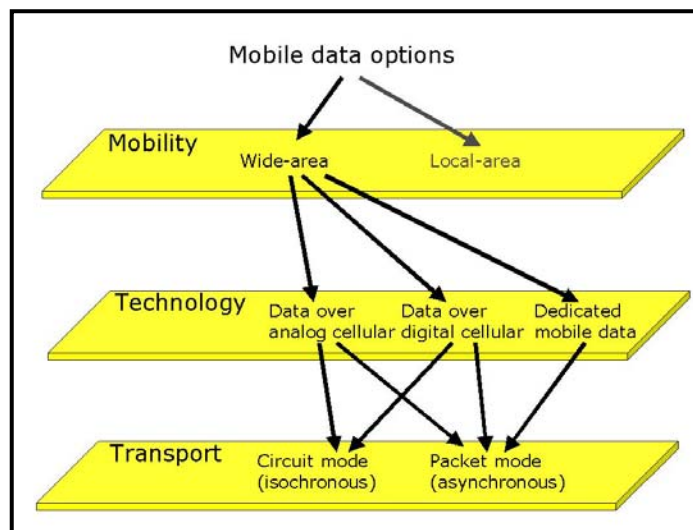 Mobile data options
Mobility
Wide-area
Local-area
Technology
Data over
analog cellular
Data over
digital cellular
Dedicated
mobile data
Transport
Circuit mode
(isochronous)
Packet mode
(asynchronous)